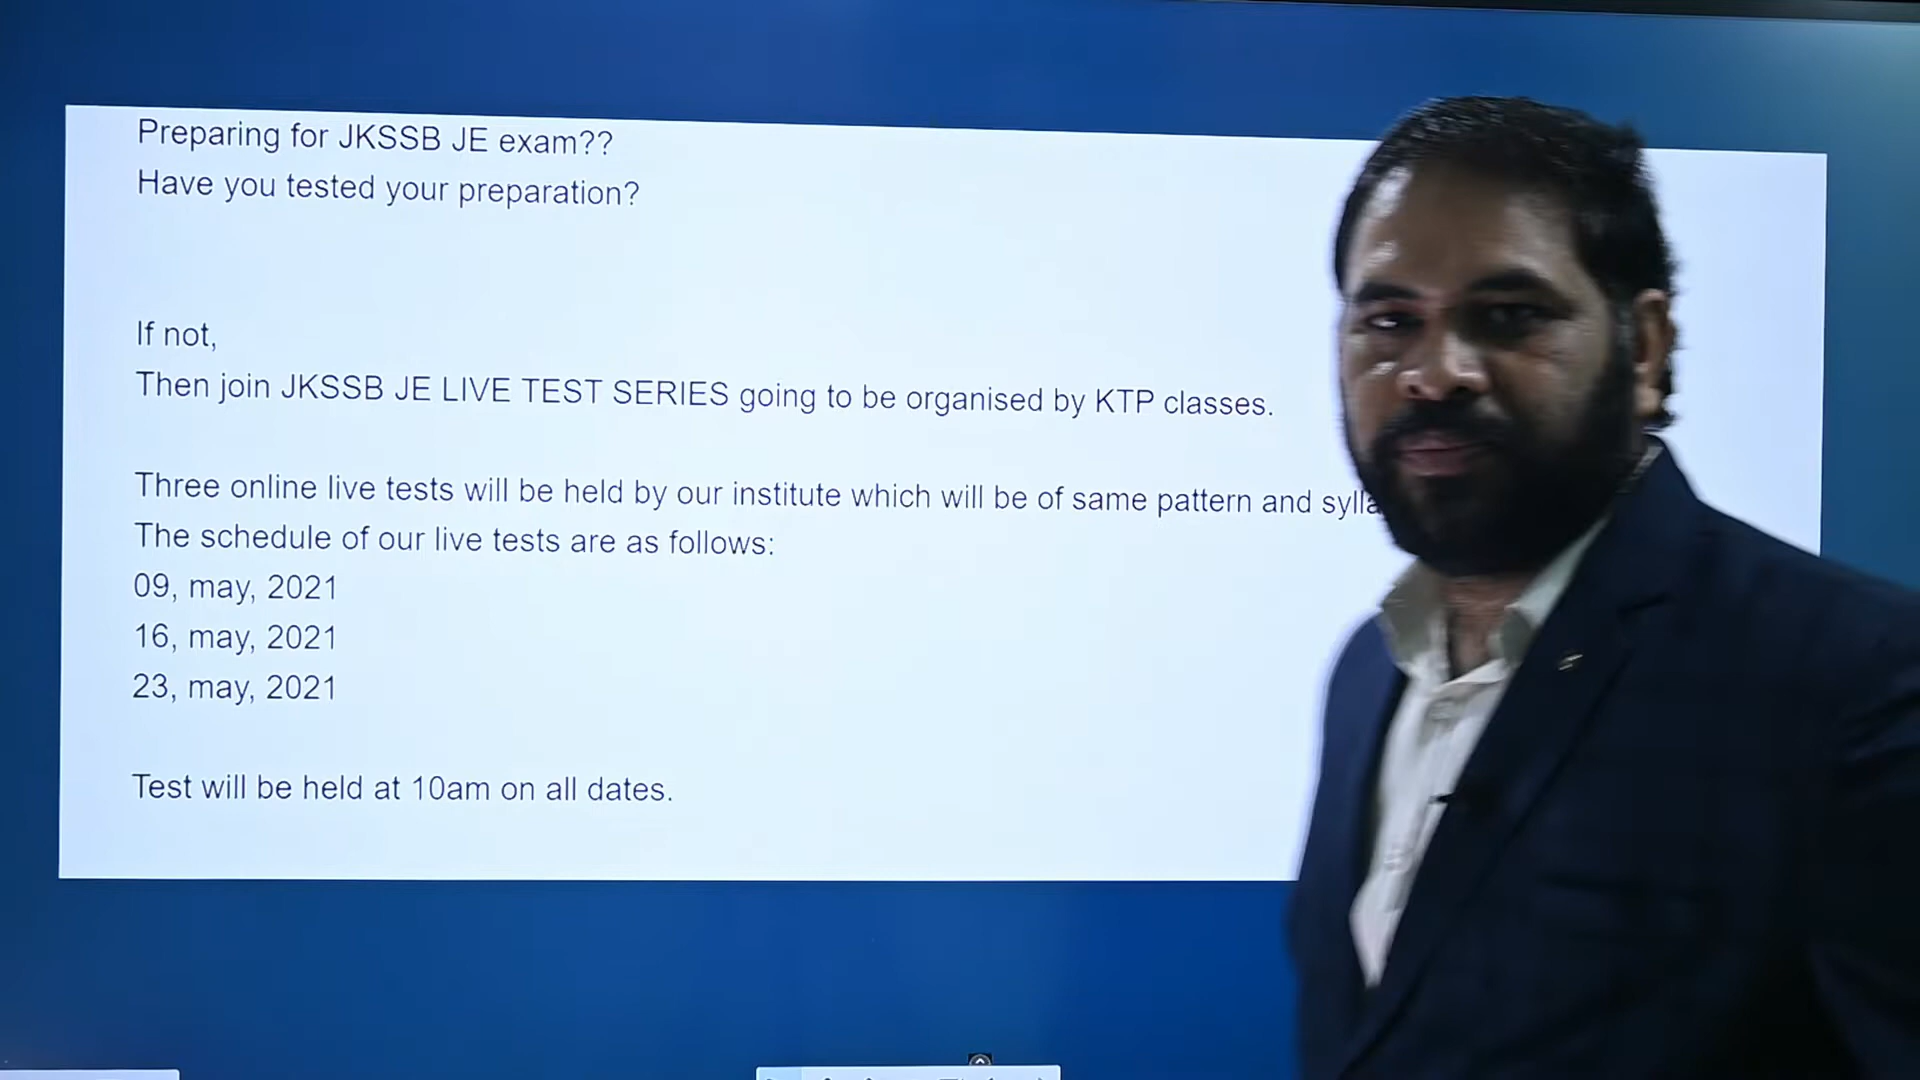 Preparing for JKSSB JE exam??
Have you tested your preparation?
If not,
Then join JKSSB JE LIVE TEST SERIES going to be organised by KTP classes.
Three online live tests will be held by our institute which will be of same pattern and
The schedule of our live tests are as follows:
09, may, 2021
16, may, 2021
23, may, 2021
Test will be held at 10am on all dates.